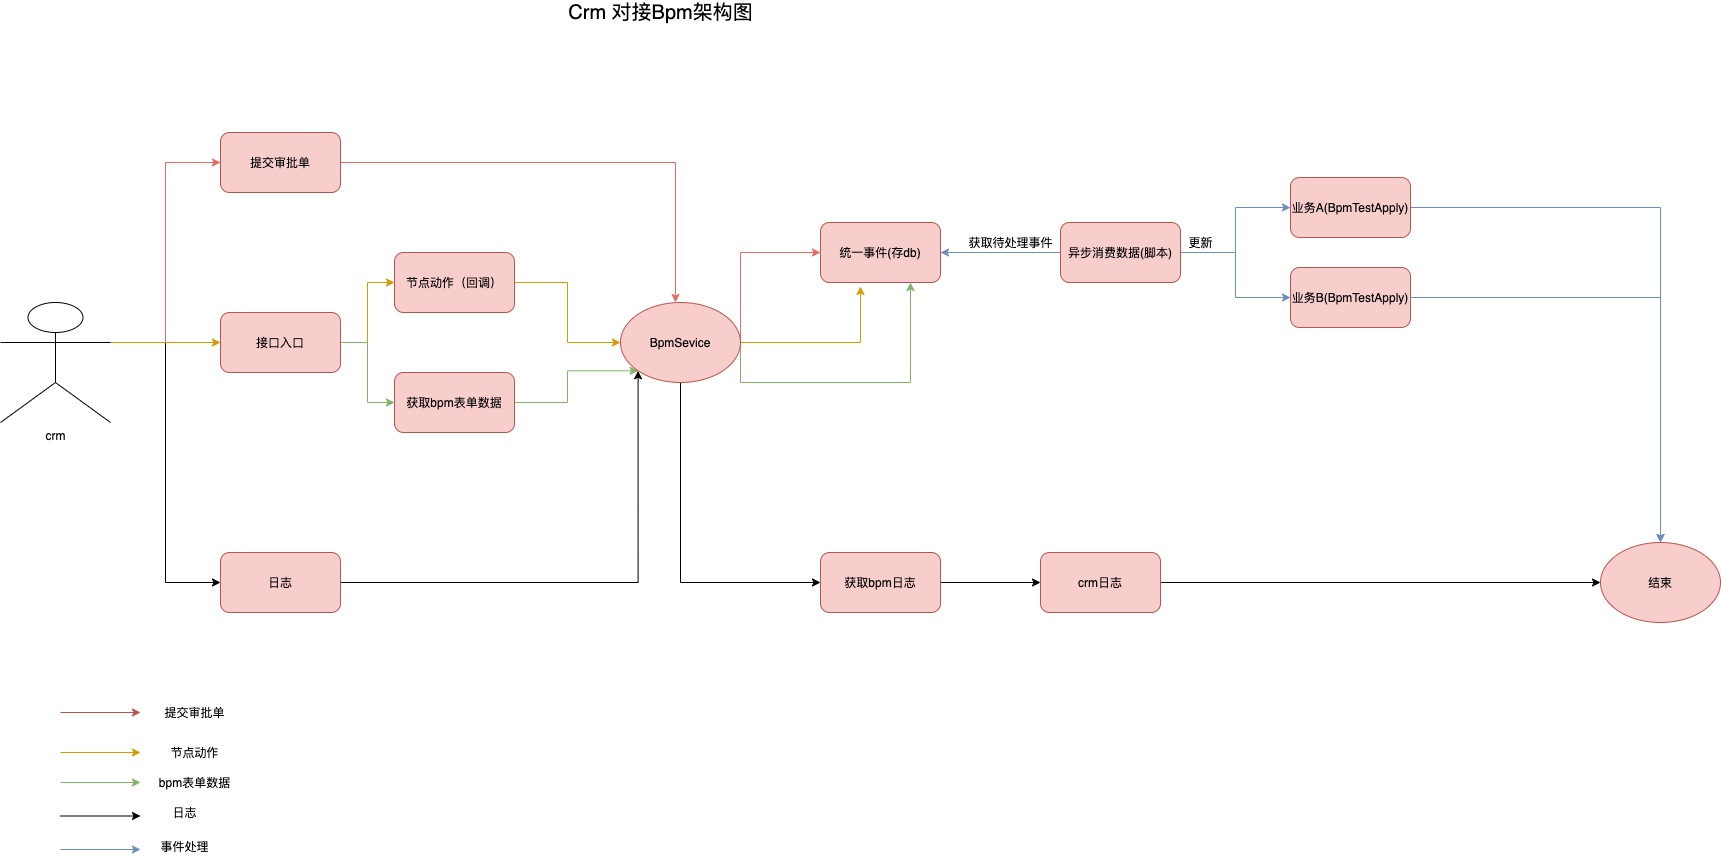 Crm 对接Bpm架构图
提交审批单
业务A(BpmTestApply)
节点动作（回调）
统一事件(存db)
获取待处理事件
异步消费数据(脚本)
更新
业务B(BpmTestApply)
接口入口
BpmSevice
获取bpm表单数据
crm
日志
获取bpm日志
crm日志
结束
提交审批单
节点动作
bpm表单数据
日志
事件处理